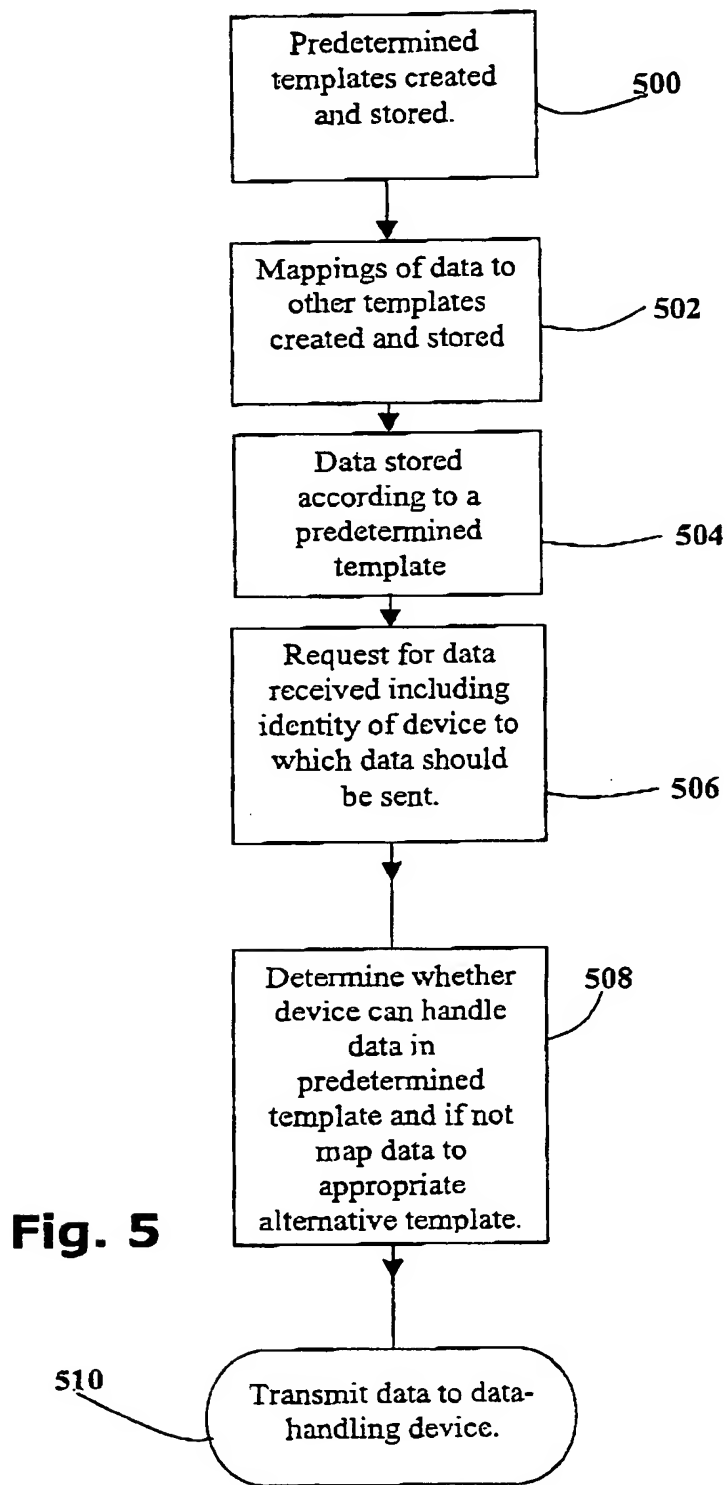 Predetermined
templates created
and stored.
500
Mappings of data to
other templates
created and stored
502
Data stored
according to a
predetermined
template
504
Request for data
received including
identity of device to
which data should
be sent.
506
Determine whether
device can handle
data in
predetermined
template and if not
map data to
appropriate
alternative template.
508
Fig. 5
510
Transmit data to data-
handling device.